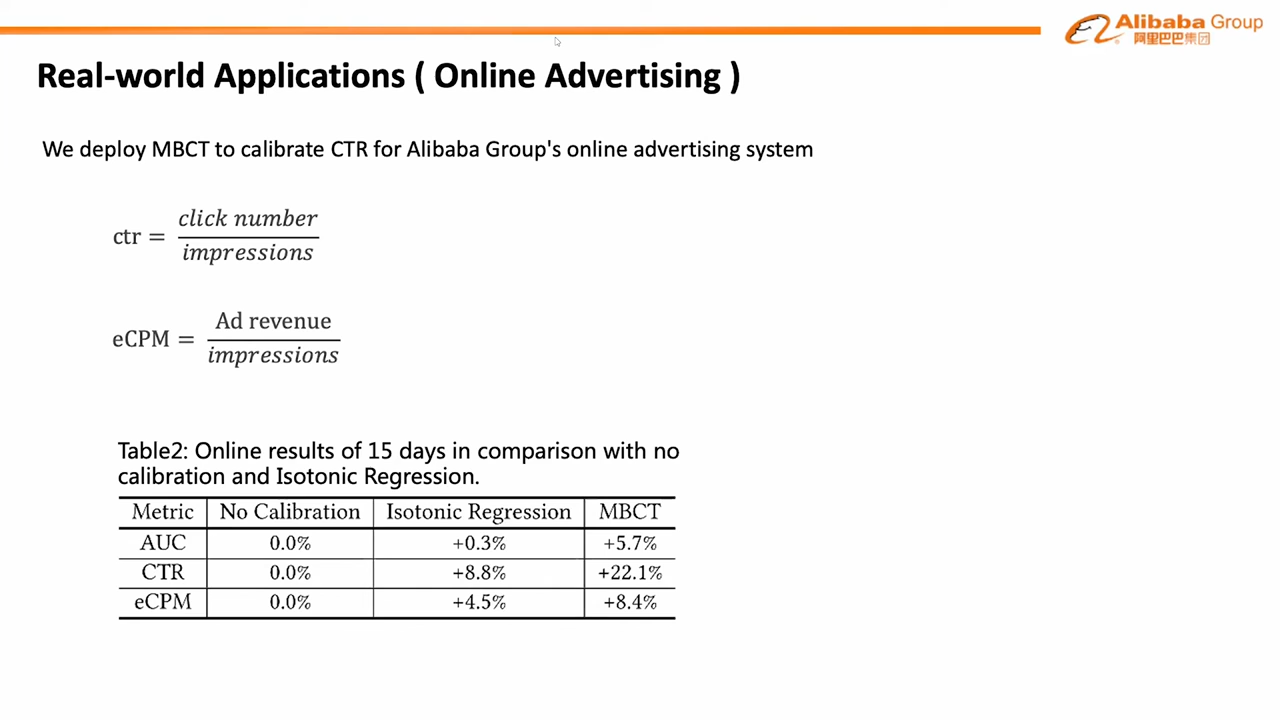 Alibaba Group
阿里巴巴集团
Real-world Applications ( Online Advertising )
We deploy MBCT to calibrate CTR for Alibaba Group's online advertising system
ctr = click number / impressions
eCPM = Ad revenue / impressions
Table2: Online results of 15 days in comparison with no
calibration and Isotonic Regression.
Metric No Calibration Isotonic Regression MBCT
AUC 0.0% +0.3% +5.7%
CTR 0.0% +8.8% +22.1%
eCPM 0.0% +4.5% +8.4%